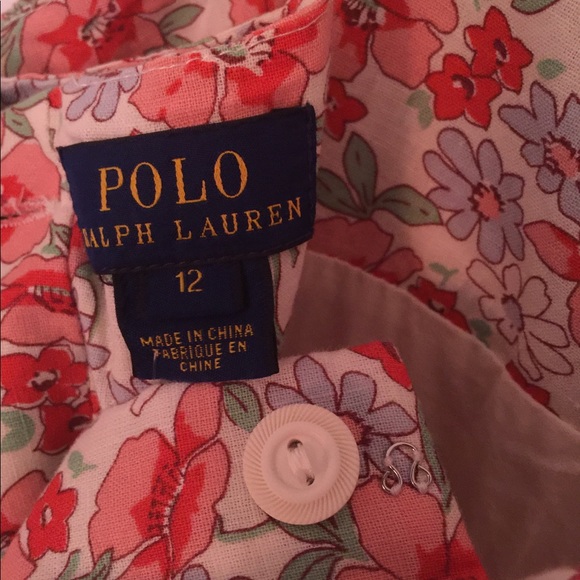 POLO
RALPH LAUREN
12
MADE IN CHINA
FABRIQUE EN
CHINE